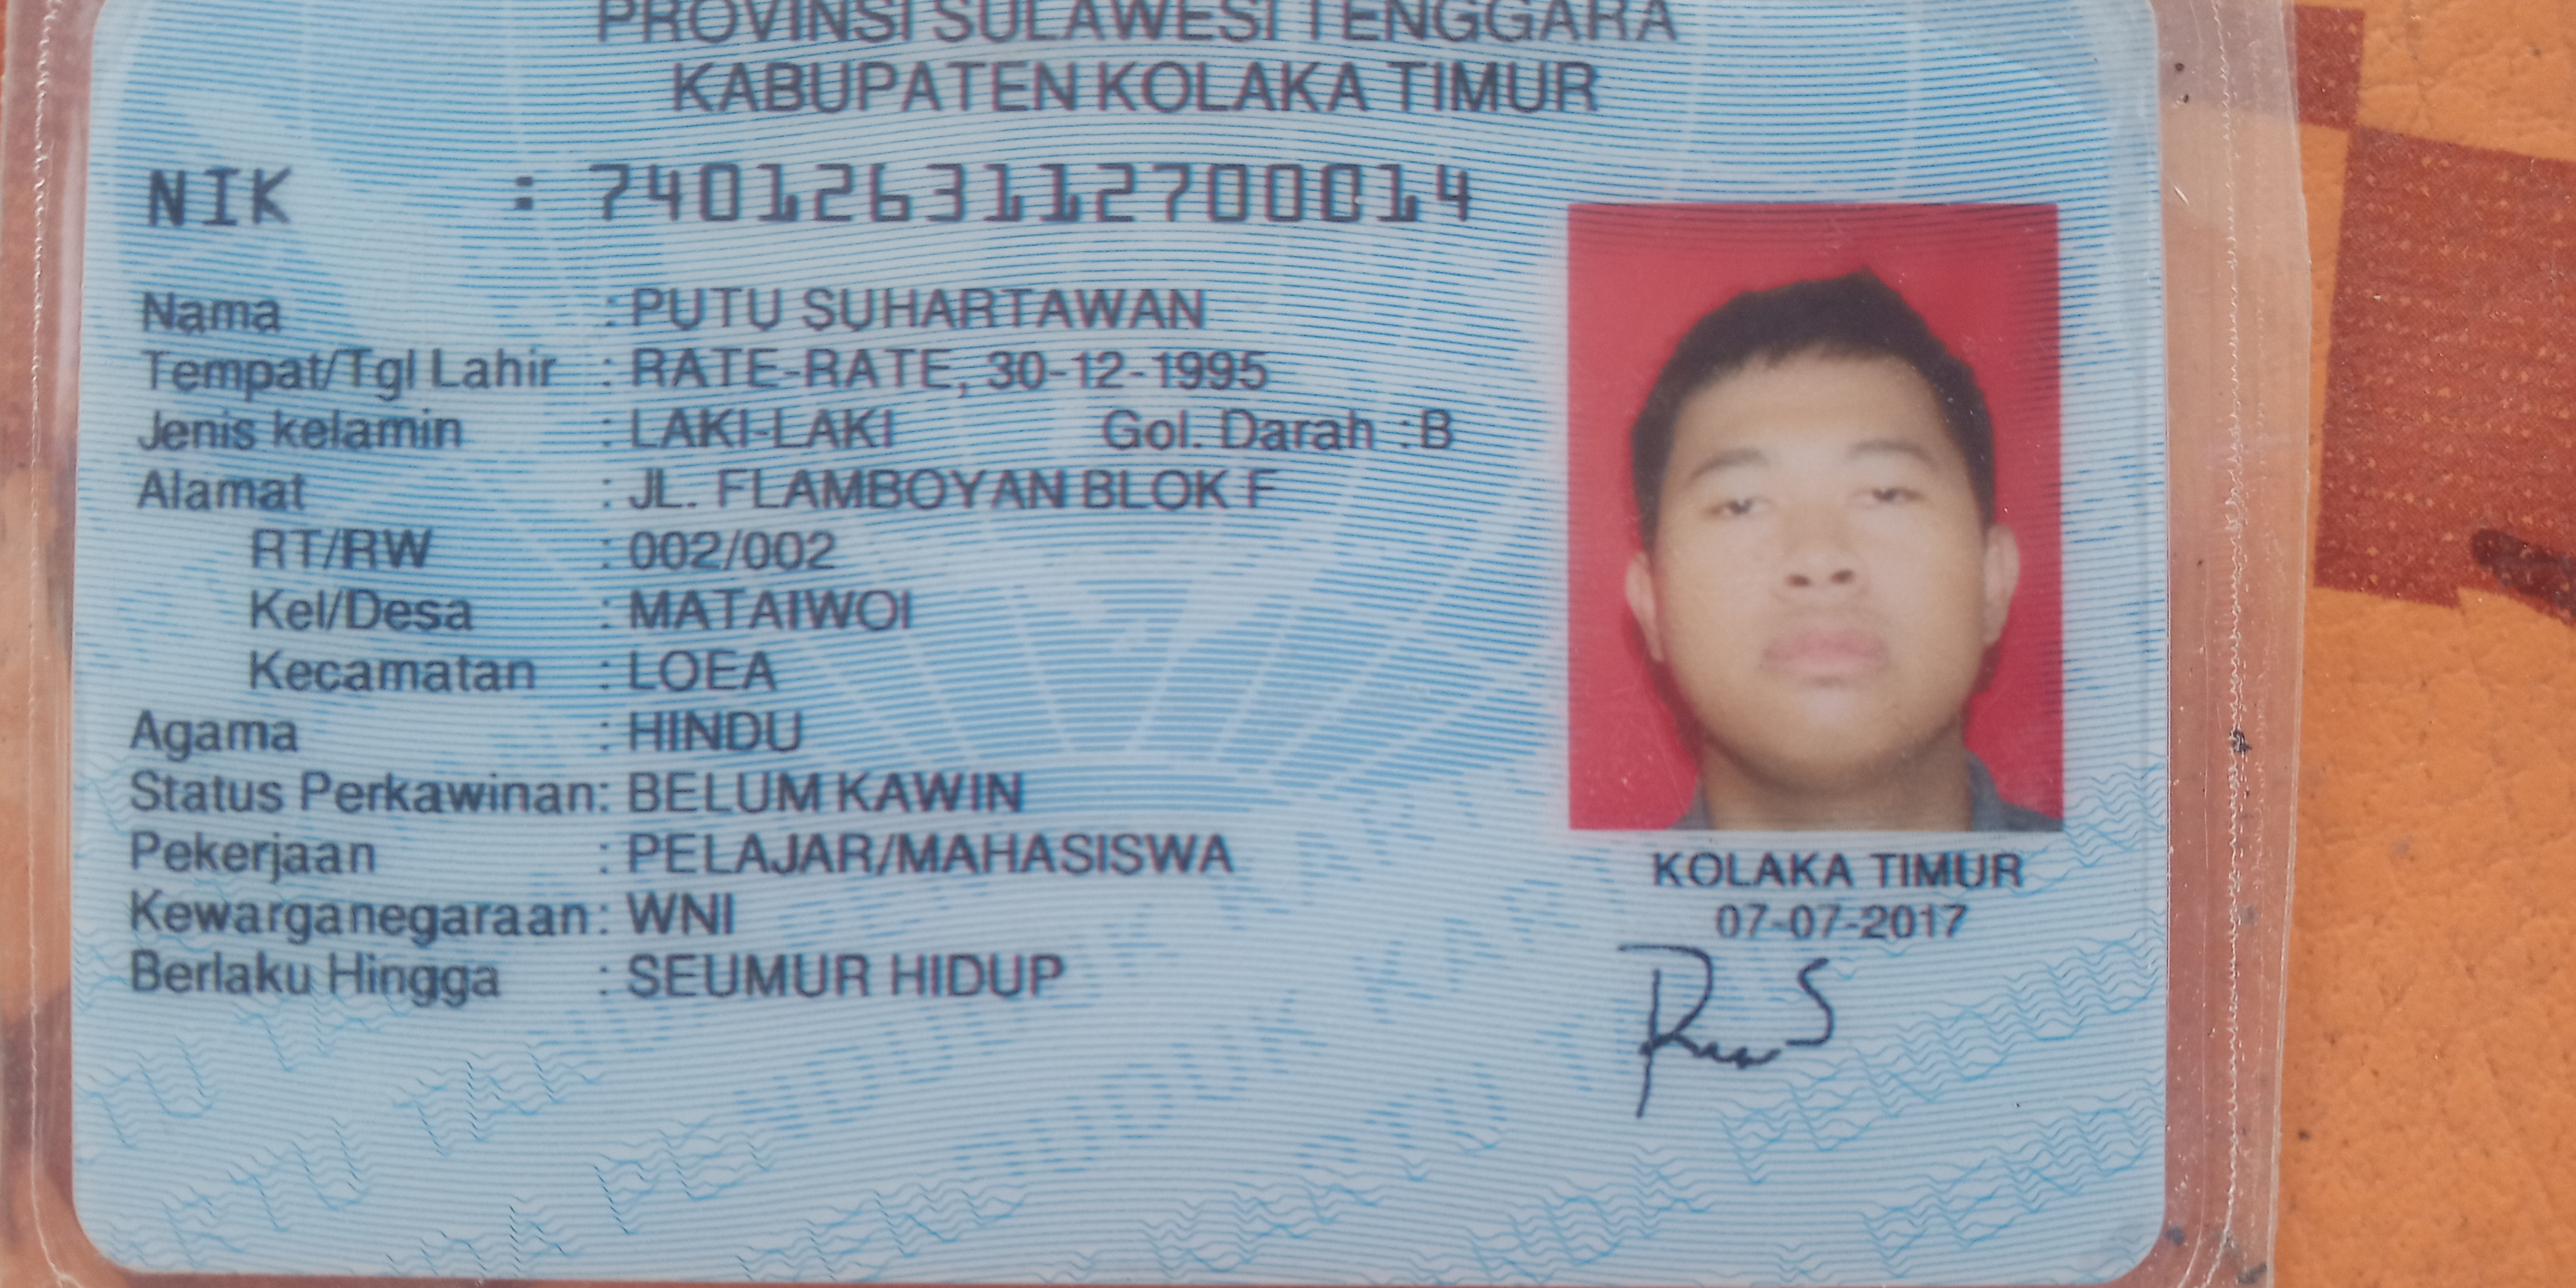 PROVINSI SULAWESI TENGGARA
KABUPATEN KOLAKA TIMUR
NIK : 7401263112700014
Nama : PUTU SUHARTAWAN
Tempat/Tgl Lahir : RATE-RATE, 30-12-1995
Jenis kelamin : LAKI-LAKI Gol. Darah : B
Alamat : JL. FLAMBOYAN BLOK F
RT/RW : 002/002
Kel/Desa : MATAIWOI
Kecamatan : LOEA
Agama : HINDU
Status Perkawinan: BELUM KAWIN
Pekerjaan : PELAJAR/MAHASISWA
Kewarganegaraan: WNI
Berlaku Hingga : SEUMUR HIDUP
KOLAKA TIMUR
07-07-2017